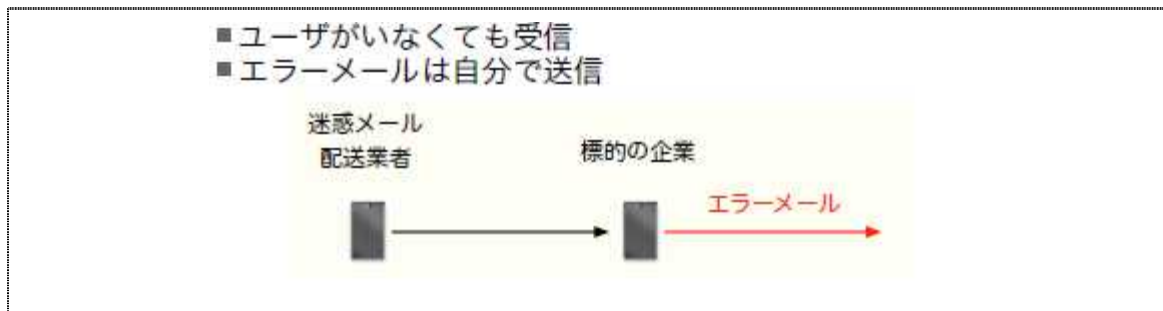 ■ユーザがいなくても受信
■エラーメールは自分で送信
迷惑メール
配送業者
標的の企業
エラーメール